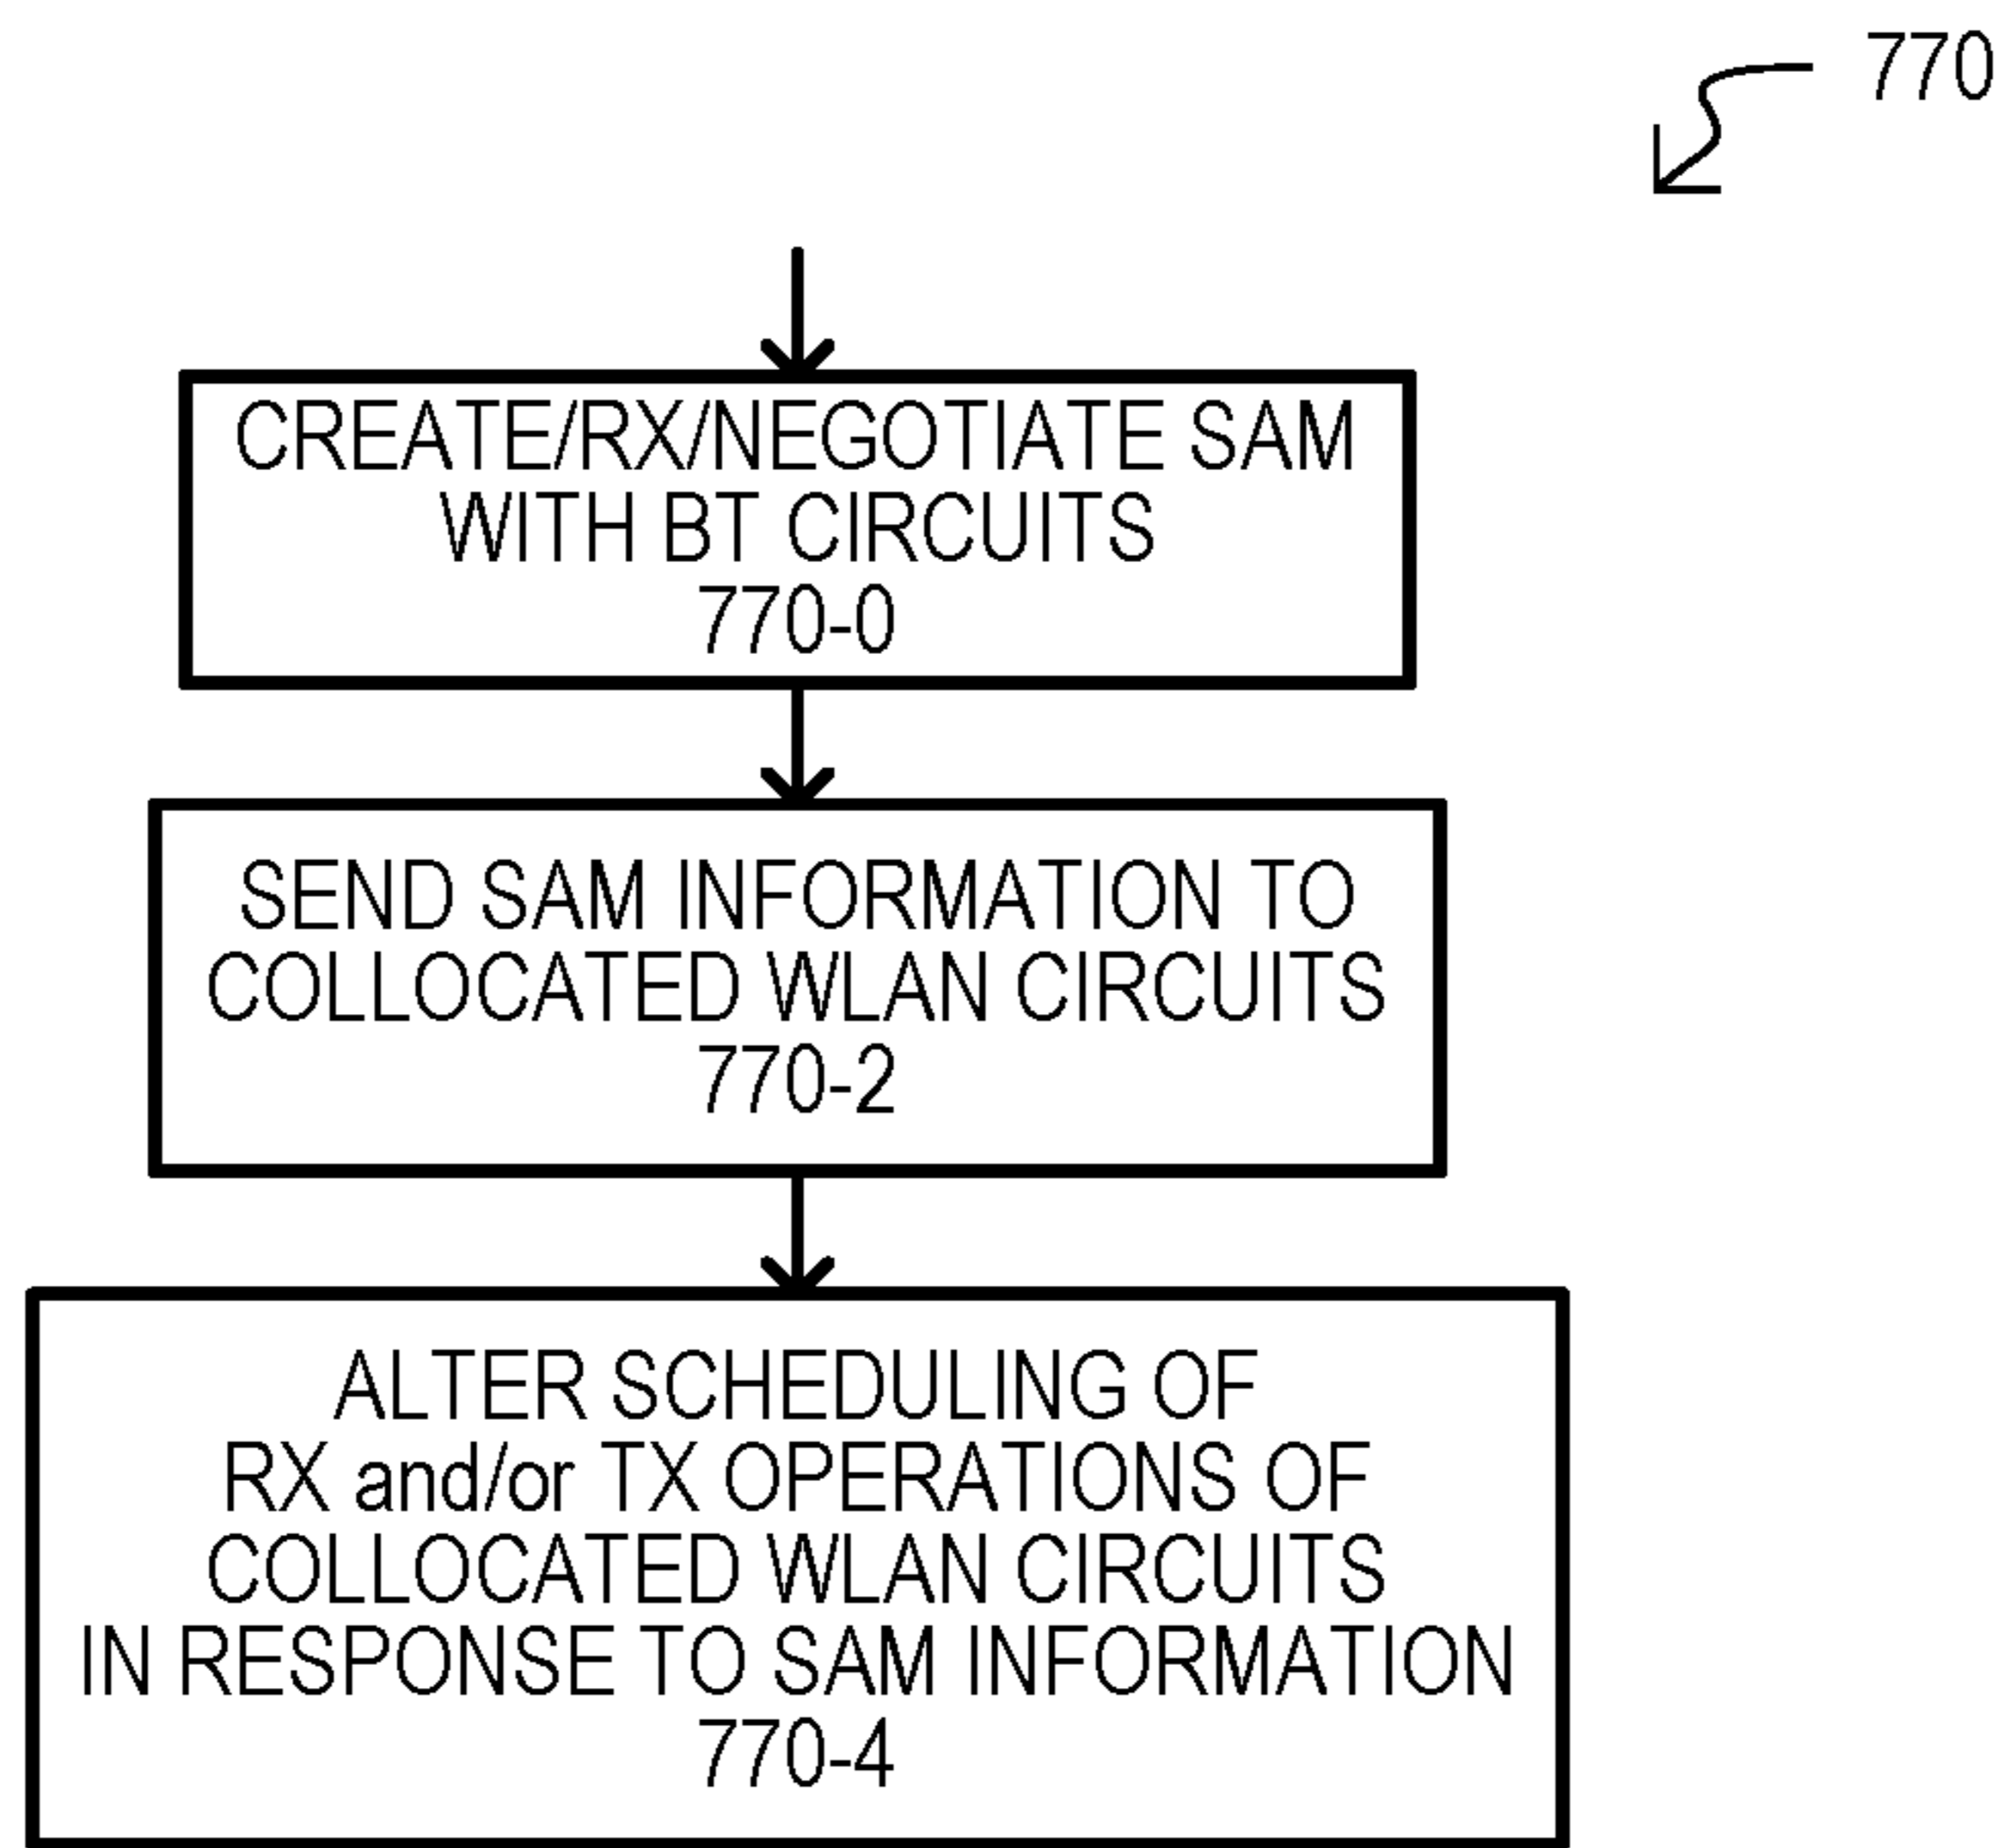 770
CREATE/RX/NEGOTIATE SAM
WITH BT CIRCUITS
770-0
SEND SAM INFORMATION TO
COLLOCATED WLAN CIRCUITS
770-2
ALTER SCHEDULING OF
RX and/or TX OPERATIONS OF
COLLOCATED WLAN CIRCUITS
IN RESPONSE TO SAM INFORMATION
770-4